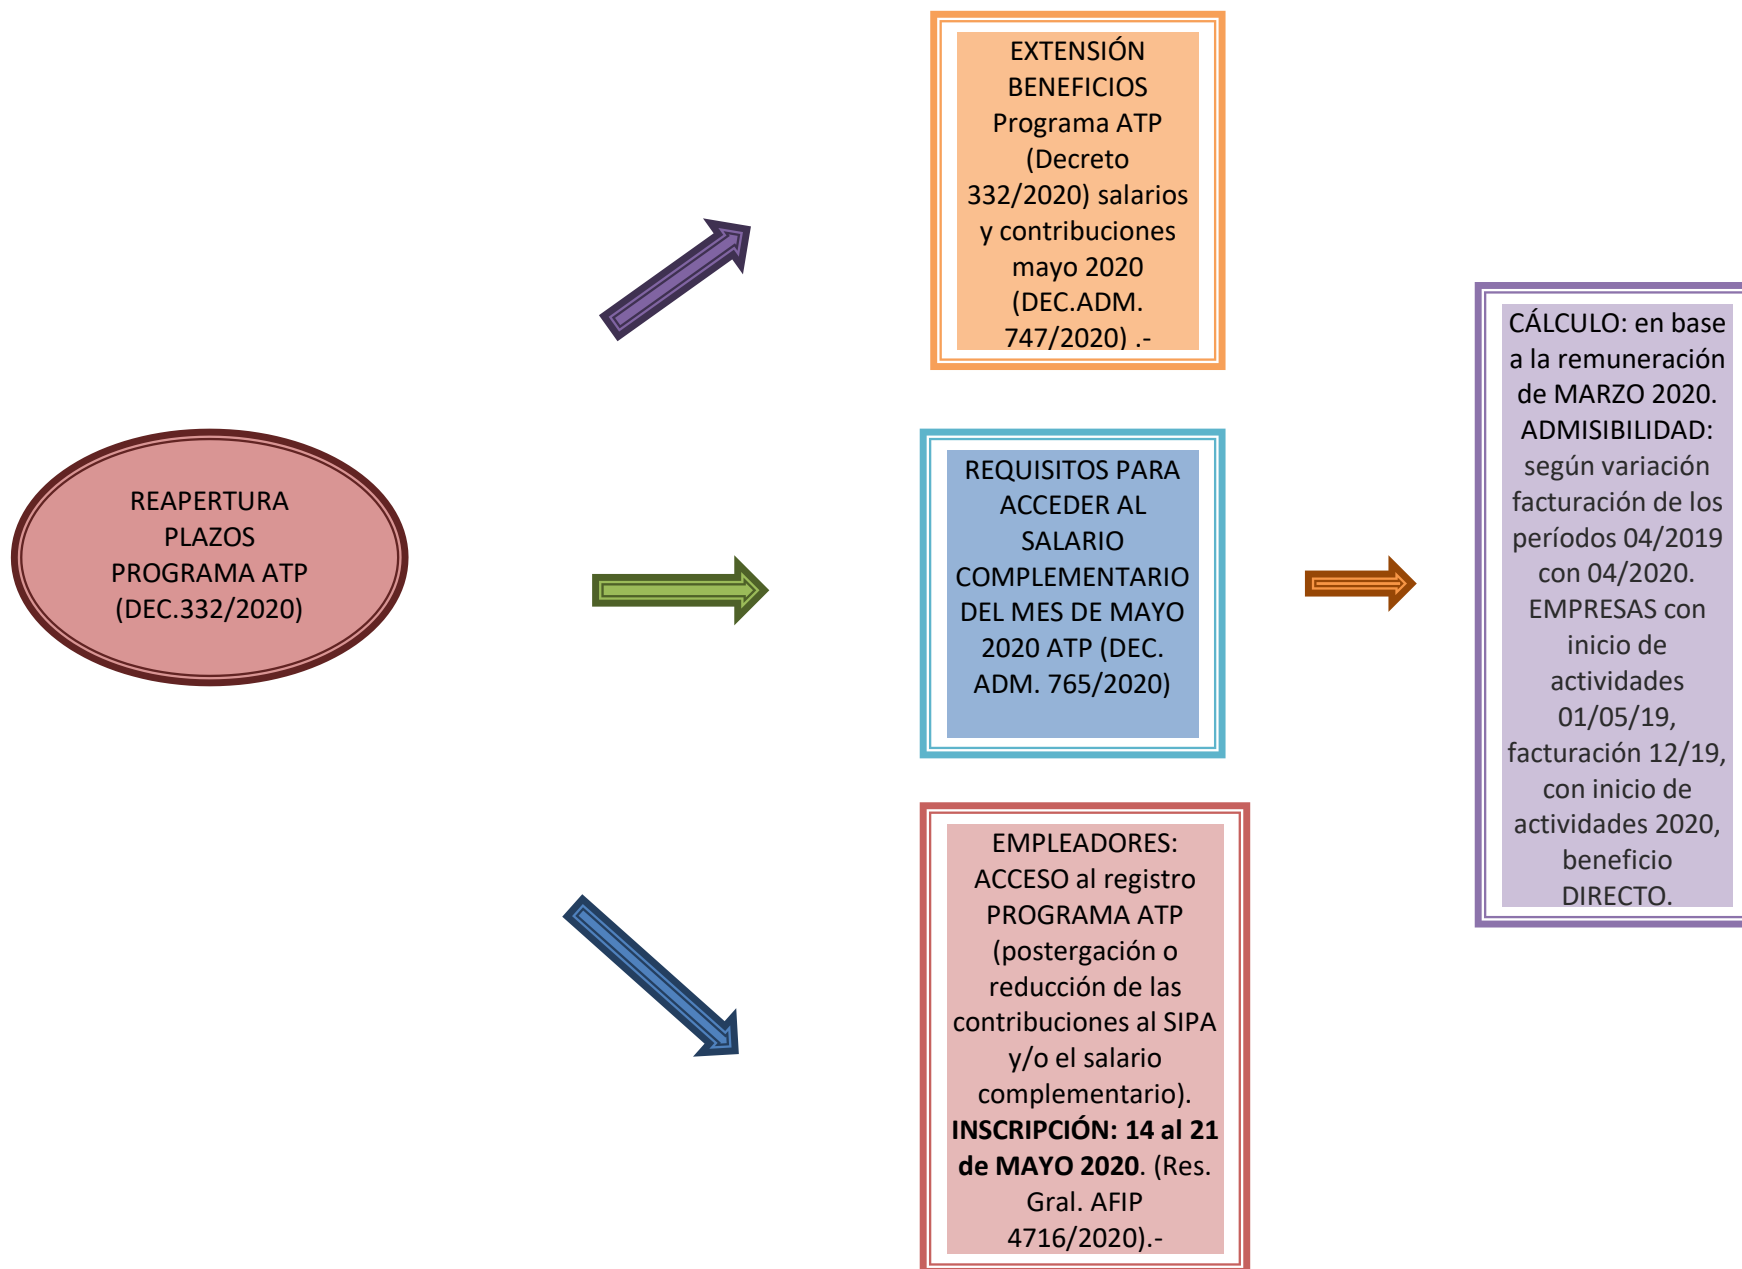 REAPERTURA
PLAZOS
PROGRAMA ATP
(DEC.332/2020)
EXTENSIÓN
BENEFICIOS
Programa ATP
(Decreto
332/2020) salarios
y contribuciones
mayo 2020
(DEC.ADM.
747/2020) .-
REQUISITOS PARA
ACCEDER AL
SALARIO
COMPLEMENTARIO
DEL MES DE MAYO
2020 ATP (DEC.
ADM. 765/2020)
EMPLEADORES:
ACCESO al registro
PROGRAMA ATP
(postergación o
reducción de las
contribuciones al SIPA
y/o el salario
complementario).
INSCRIPCIÓN: 14 al 21
de MAYO 2020. (Res.
Gral. AFIP
4716/2020).-
CÁLCULO: en base
a la remuneración
de MARZO 2020.
ADMISIBILIDAD:
según variación
facturación de los
períodos 04/2019
con 04/2020.
EMPRESAS con
inicio de
actividades
01/05/19,
facturación 12/19,
con inicio de
actividades 2020,
beneficio
DIRECTO.